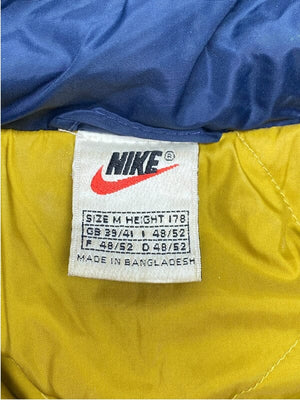 NIKE ®
SIZE M HEIGHT 178
GB 39/41 I 48/52
F 48/52 D 48/52
MADE IN BANGLADESH